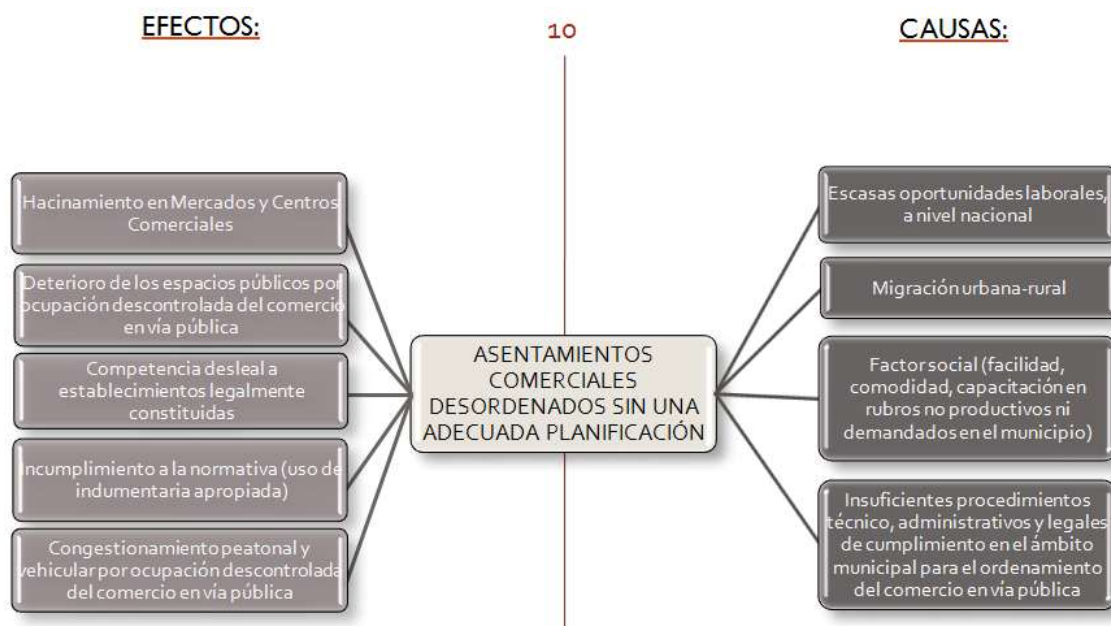 EFECTOS:
10
CAUSAS:
Hacinamiento en Mercados y Centros
Comerciales
Deterioro de los espacios públicos por
ocupación descontrolada del comercio
en vía pública
Competencia desleal a
establecimientos legalmente
constituidas
Incumplimiento a la normativa (uso de
indumentaria apropiada)
Congestionamiento peatonal y
vehicular por ocupación descontrolada
del comercio en vía pública
ASENTAMIENTOS
COMERCIALES
DESORDENADOS SIN UNA
ADECUADA PLANIFICACIÓN
Escasas oportunidades laborales,
a nivel nacional
Migración urbana-rural
Factor social (facilidad,
comodidad, capacitación en
rubros no productivos ni
demandados en el municipio)
Insuficientes procedimientos
técnico, administrativos y legales
de cumplimiento en el ámbito
municipal para el ordenamiento
del comercio en vía pública